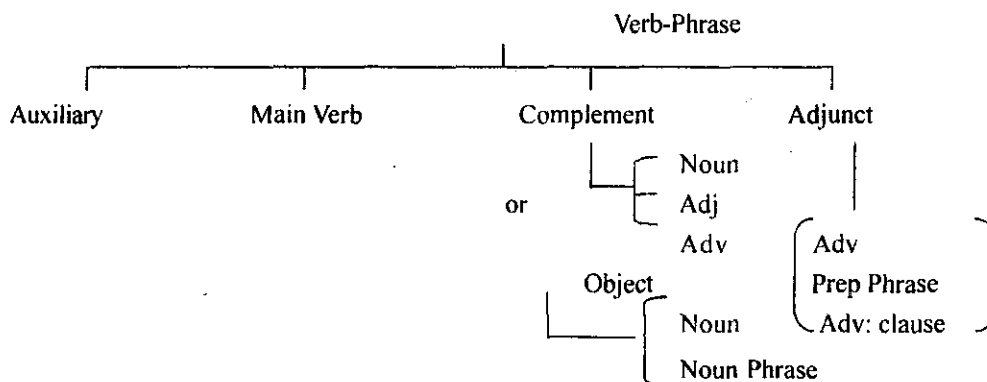 Verb-Phrase
Auxiliary Main Verb Complement Adjunct
Noun
or Adj
Adv Adv
Object Prep Phrase
Noun Adv: clause
Noun Phrase